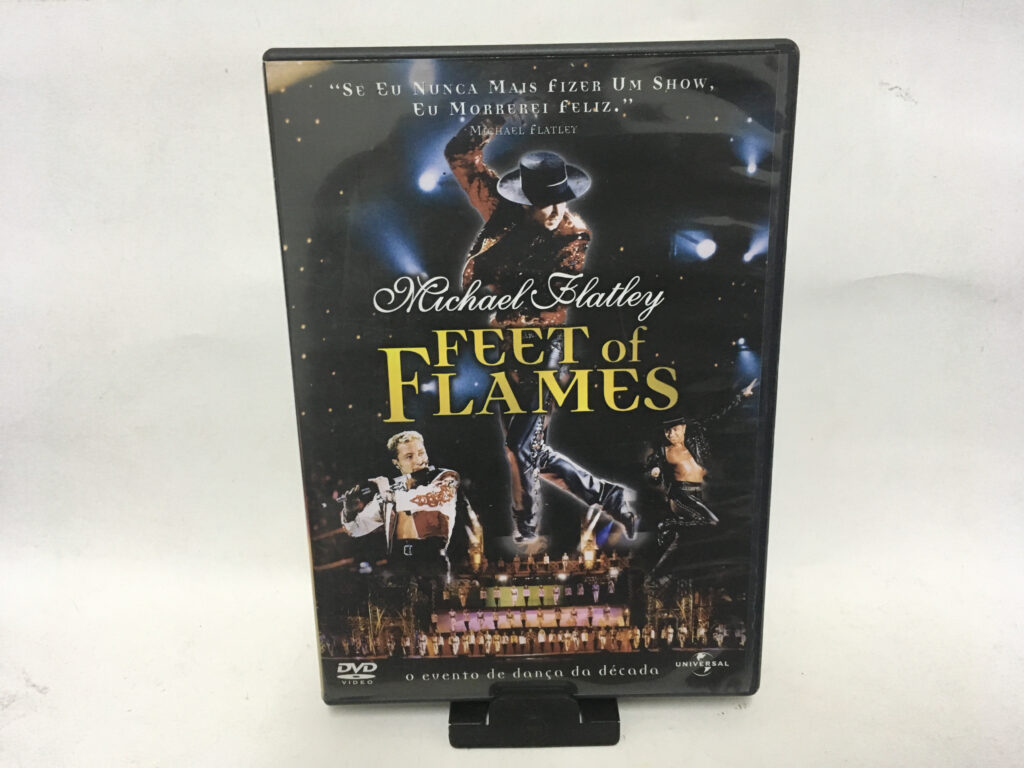 “Se Eu Nunca Mais Fizer Um Show,
Eu Morrerei Feliz.”
- Michael Flatley
Michael Flatley
FEET of
FLAMES
DVD
VIDEO
o evento de dança da década
UNIVERSAL